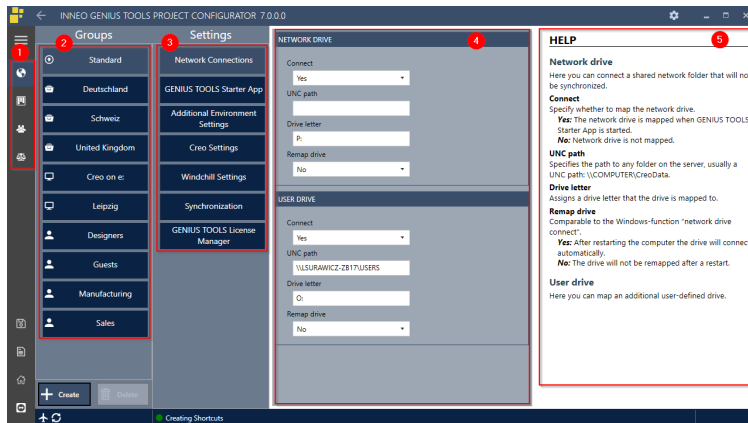 INNEO GENIUS TOOLS PROJECT CONFIGURATOR 7.0.0.0
1
Groups
2
Standard
Deutschland
Schweiz
United Kingdom
Creo on e:
Leipzig
Designers
Guests
Manufacturing
Sales
Create
Delete
Settings
3
Network Connections
GENIUS TOOLS Starter App
Additional Environment
Settings
Creo Settings
Windchill Settings
Synchronization
GENIUS TOOLS License
Manager
Creating Shortcuts
NETWORK DRIVE
4
Connect
Yes
UNC path
Drive letter
P:
Remap drive
No
USER DRIVE
Connect
Yes
UNC path
\\LSURAWICZ-ZB17\USERS
Drive letter
O:
Remap drive
No
HELP
5
Network drive
Here you can connect a shared network folder that will no
be synchronized.
Connect
Specify whether to map the network drive.
Yes: The network drive is mapped when GENIUS TOOLS
Starter App is started.
No: Network drive is not mapped.
UNC path
Specifies the path to any folder on the server, usually a
UNC path: \\COMPUTER\CreoData.
Drive letter
Assigns a drive letter that the drive is mapped to.
Remap drive
Comparable to the Windows-function "network drive
connect".
Yes: After restarting the computer the drive will connec
automatically.
No: The drive will not be remapped after a restart.
User drive
Here you can map an additional user-defined drive.